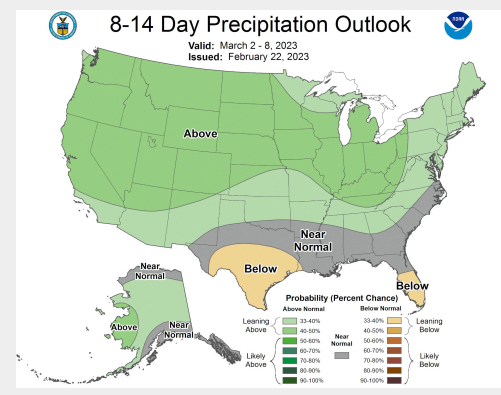 8-14 Day Precipitation Outlook
Valid: March 2 - 8, 2023
Issued: February 22, 2023
NOAA
Above
Near
Normal
Below
Below
Near
Normal
Above
Near
Normal
Probability (Percent Chance)
Above Normal
Below Normal
Leaning
Above
33-40%
40-50%
Likely
Above
50-60%
60-70%
70-80%
80-90%
90-100%
Near
Normal
33-40%
40-50%
Leaning
Below
50-60%
60-70%
70-80%
80-90%
90-100%
Likely
Below